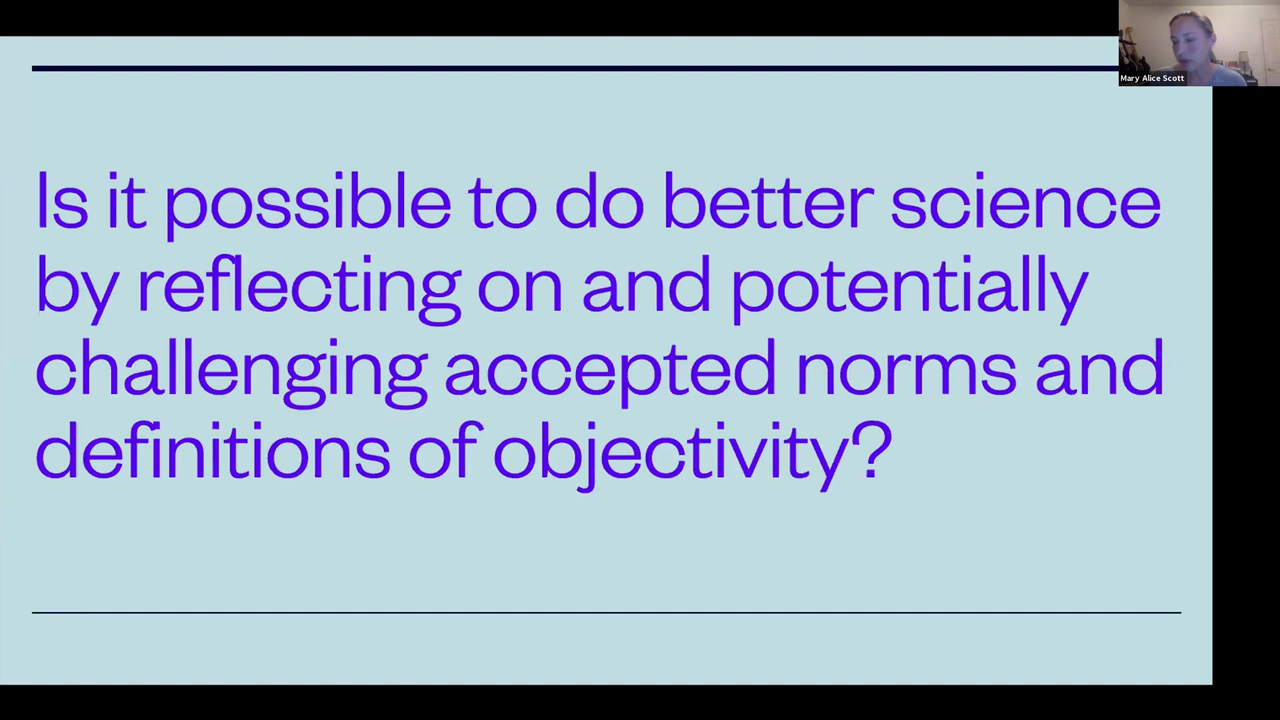 Mary Alice Scott
Is it possible to do better science
by reflecting on and potentially
challenging accepted norms and
definitions of objectivity?